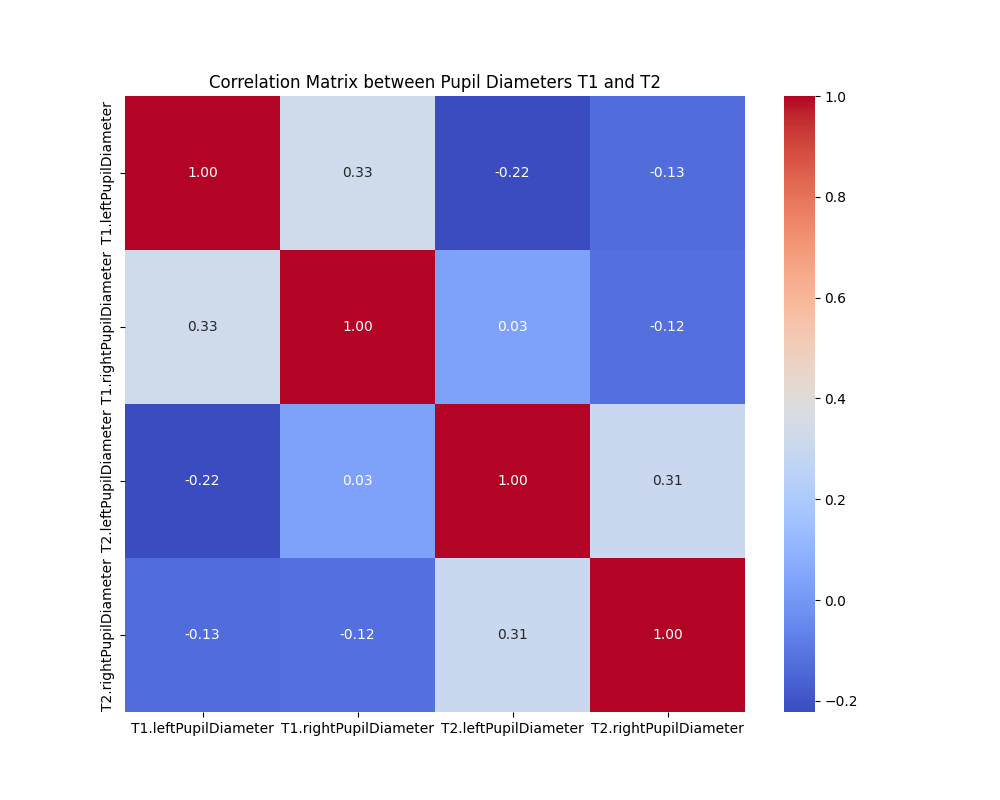 Correlation Matrix between Pupil Diameters T1 and T2
T1.leftPupilDiameter
1.00
0.33
-0.22
-0.13
T1.rightPupilDiameter
0.33
1.00
0.03
-0.12
T2.leftPupilDiameter
-0.22
0.03
1.00
0.31
T2.rightPupilDiameter
-0.13
-0.12
0.31
1.00
T1.leftPupilDiameter
T1.rightPupilDiameter
T2.leftPupilDiameter
T2.rightPupilDiameter
1.0
0.8
0.6
0.4
0.2
0.0
−0.2